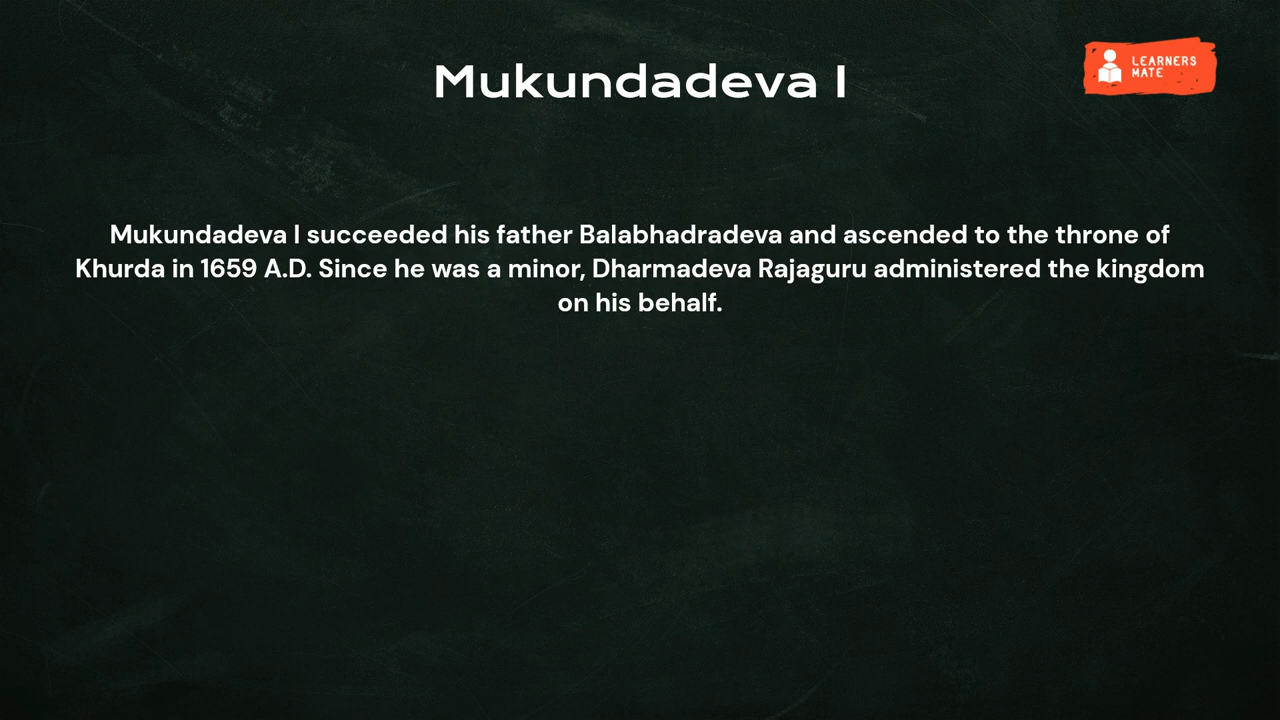 Mukundadeva I
LEARNERS
MATE
Mukundadeva I succeeded his father Balabhadradeva and ascended to the throne of
Khurda in 1659 A.D. Since he was a minor, Dharmadeva Rajaguru administered the kingdom
on his behalf.